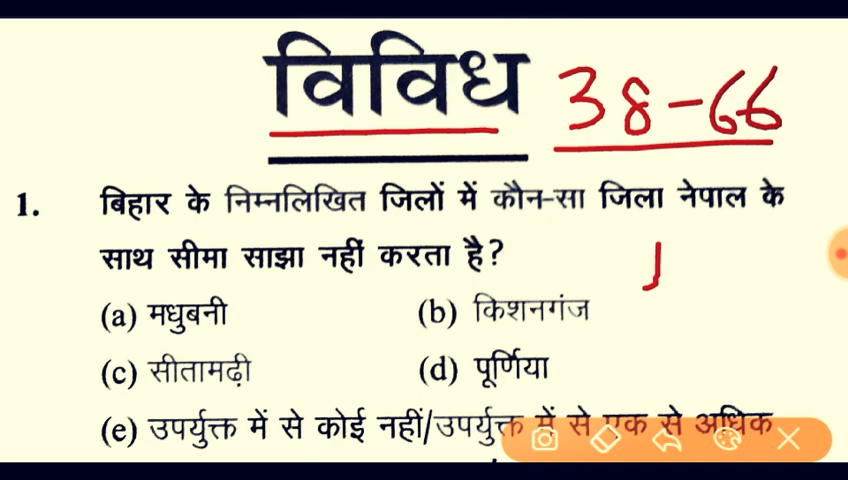 विविध 38-66
1. बिहार के निम्नलिखित जिलों में कौन-सा जिला नेपाल के
साथ सीमा साझा नहीं करता है?
(a) मधुबनी (b) किशनगंज
(c) सीतामढ़ी (d) पूर्णिया
(e) उपर्युक्त में से कोई नहीं/उपर्युक्त में से एक से अधिक